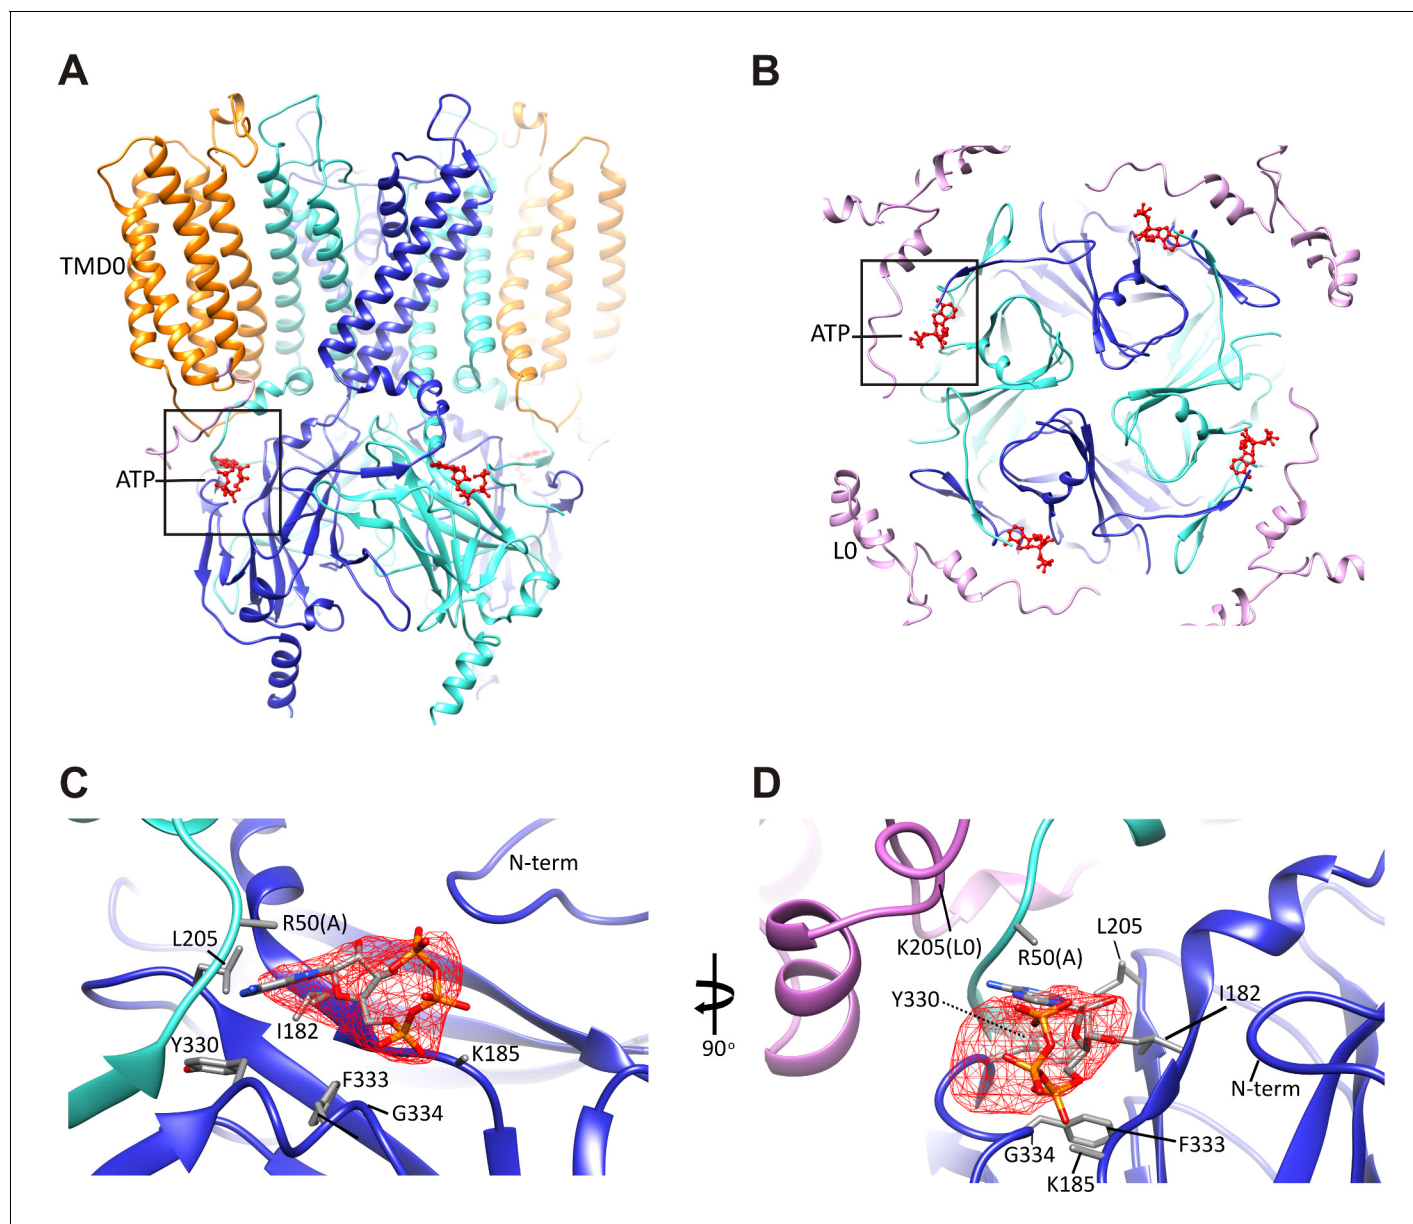 A
B
TMD0
ATP
ATP
L0
C
D
N-term
R50(A)
L205
I182
Y330
K185
F333
G334
90°
K205(L0)
L205
R50(A)
Y330
I182
N-term
F333
G334
K185